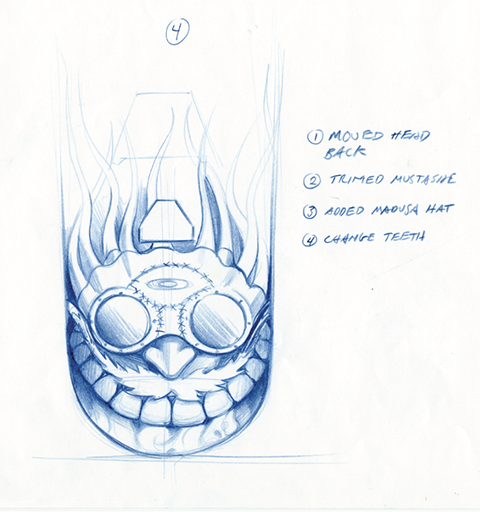 4
1 MOVED HEAD
BACK
2 TRIMED MUSTASHE
3 ADDED MADUSA HAT
4 CHANGE TEETH